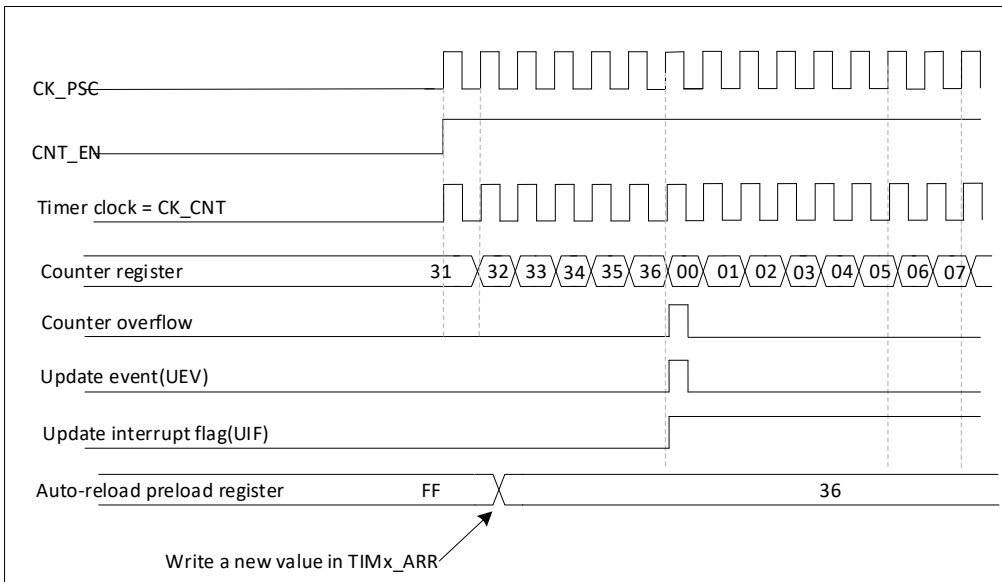 CK_PSC
CNT_EN
Timer clock = CK_CNT
Counter register 31 32 33 34 35 36 00 01 02 03 04 05 06 07
Counter overflow
Update event(UEV)
Update interrupt flag(UIF)
Auto-reload preload register FF 36
Write a new value in TIMx_ARR